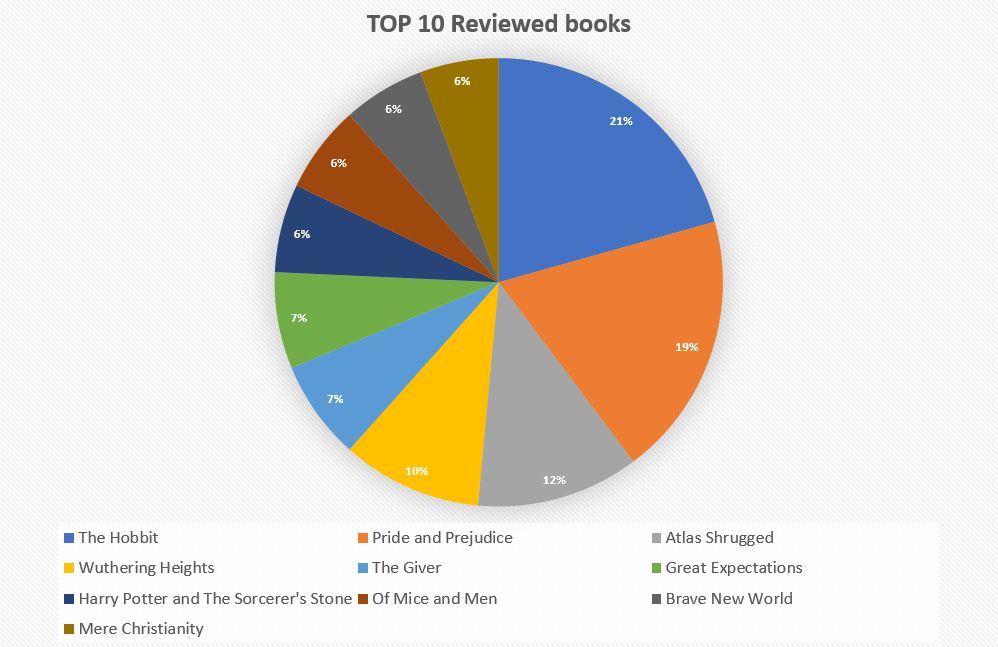 TOP 10 Reviewed books
6%
21%
6%
6%
6%
19%
7%
7%
10%
12%
The Hobbit
Pride and Prejudice
Atlas Shrugged
Wuthering Heights
The Giver
Great Expectations
Harry Potter and The Sorcerer's Stone
Of Mice and Men
Brave New World
Mere Christianity